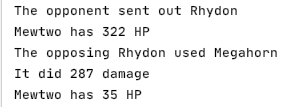 The opponent sent out Rhydon
Mewtwo has 322 HP
The opposing Rhydon used Megahorn
It did 287 damage
Mewtwo has 35 HP